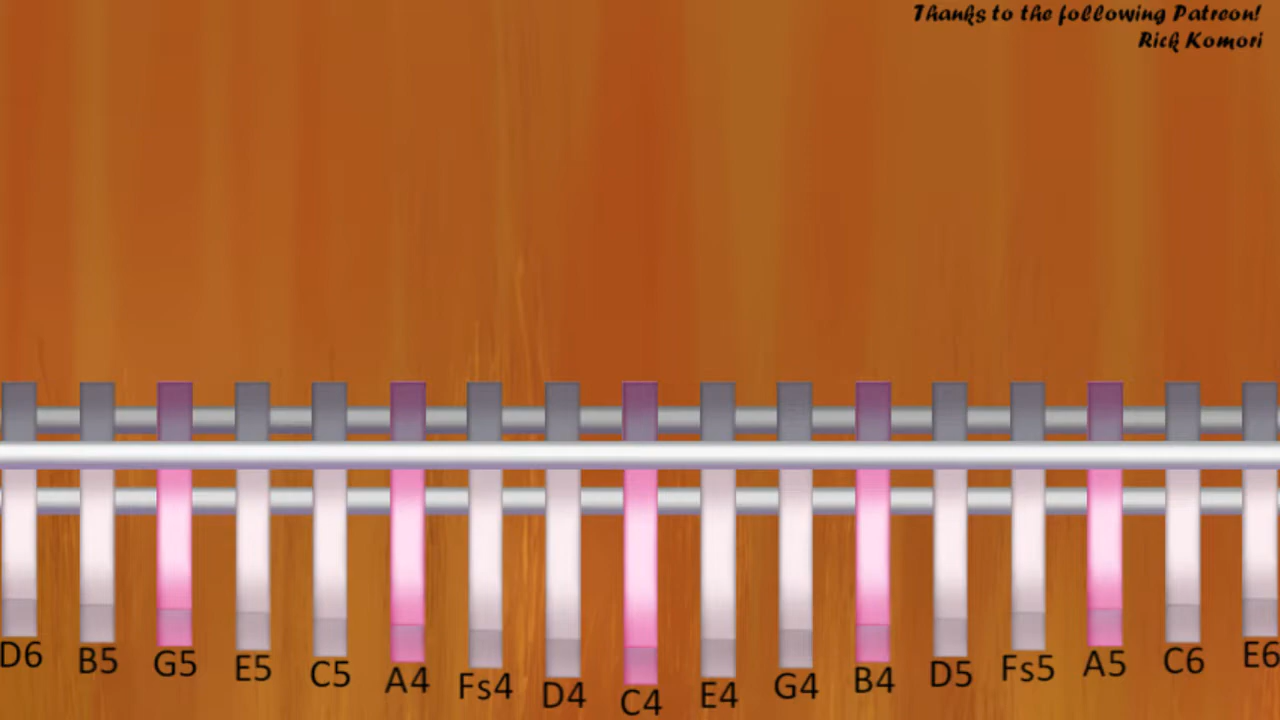 Thanks to the following Patreon!
Rick Komori
D6 B5 G5 E5 C5 A4 Fs4 D4 C4 E4 G4 B4 D5 Fs5 A5 C6 E6